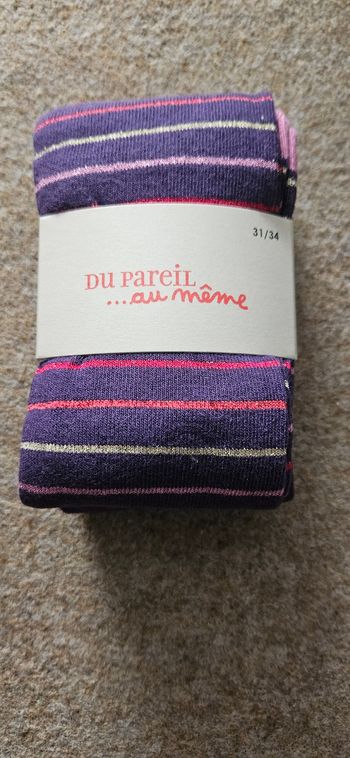 31/34
DU PAREIL
...au même